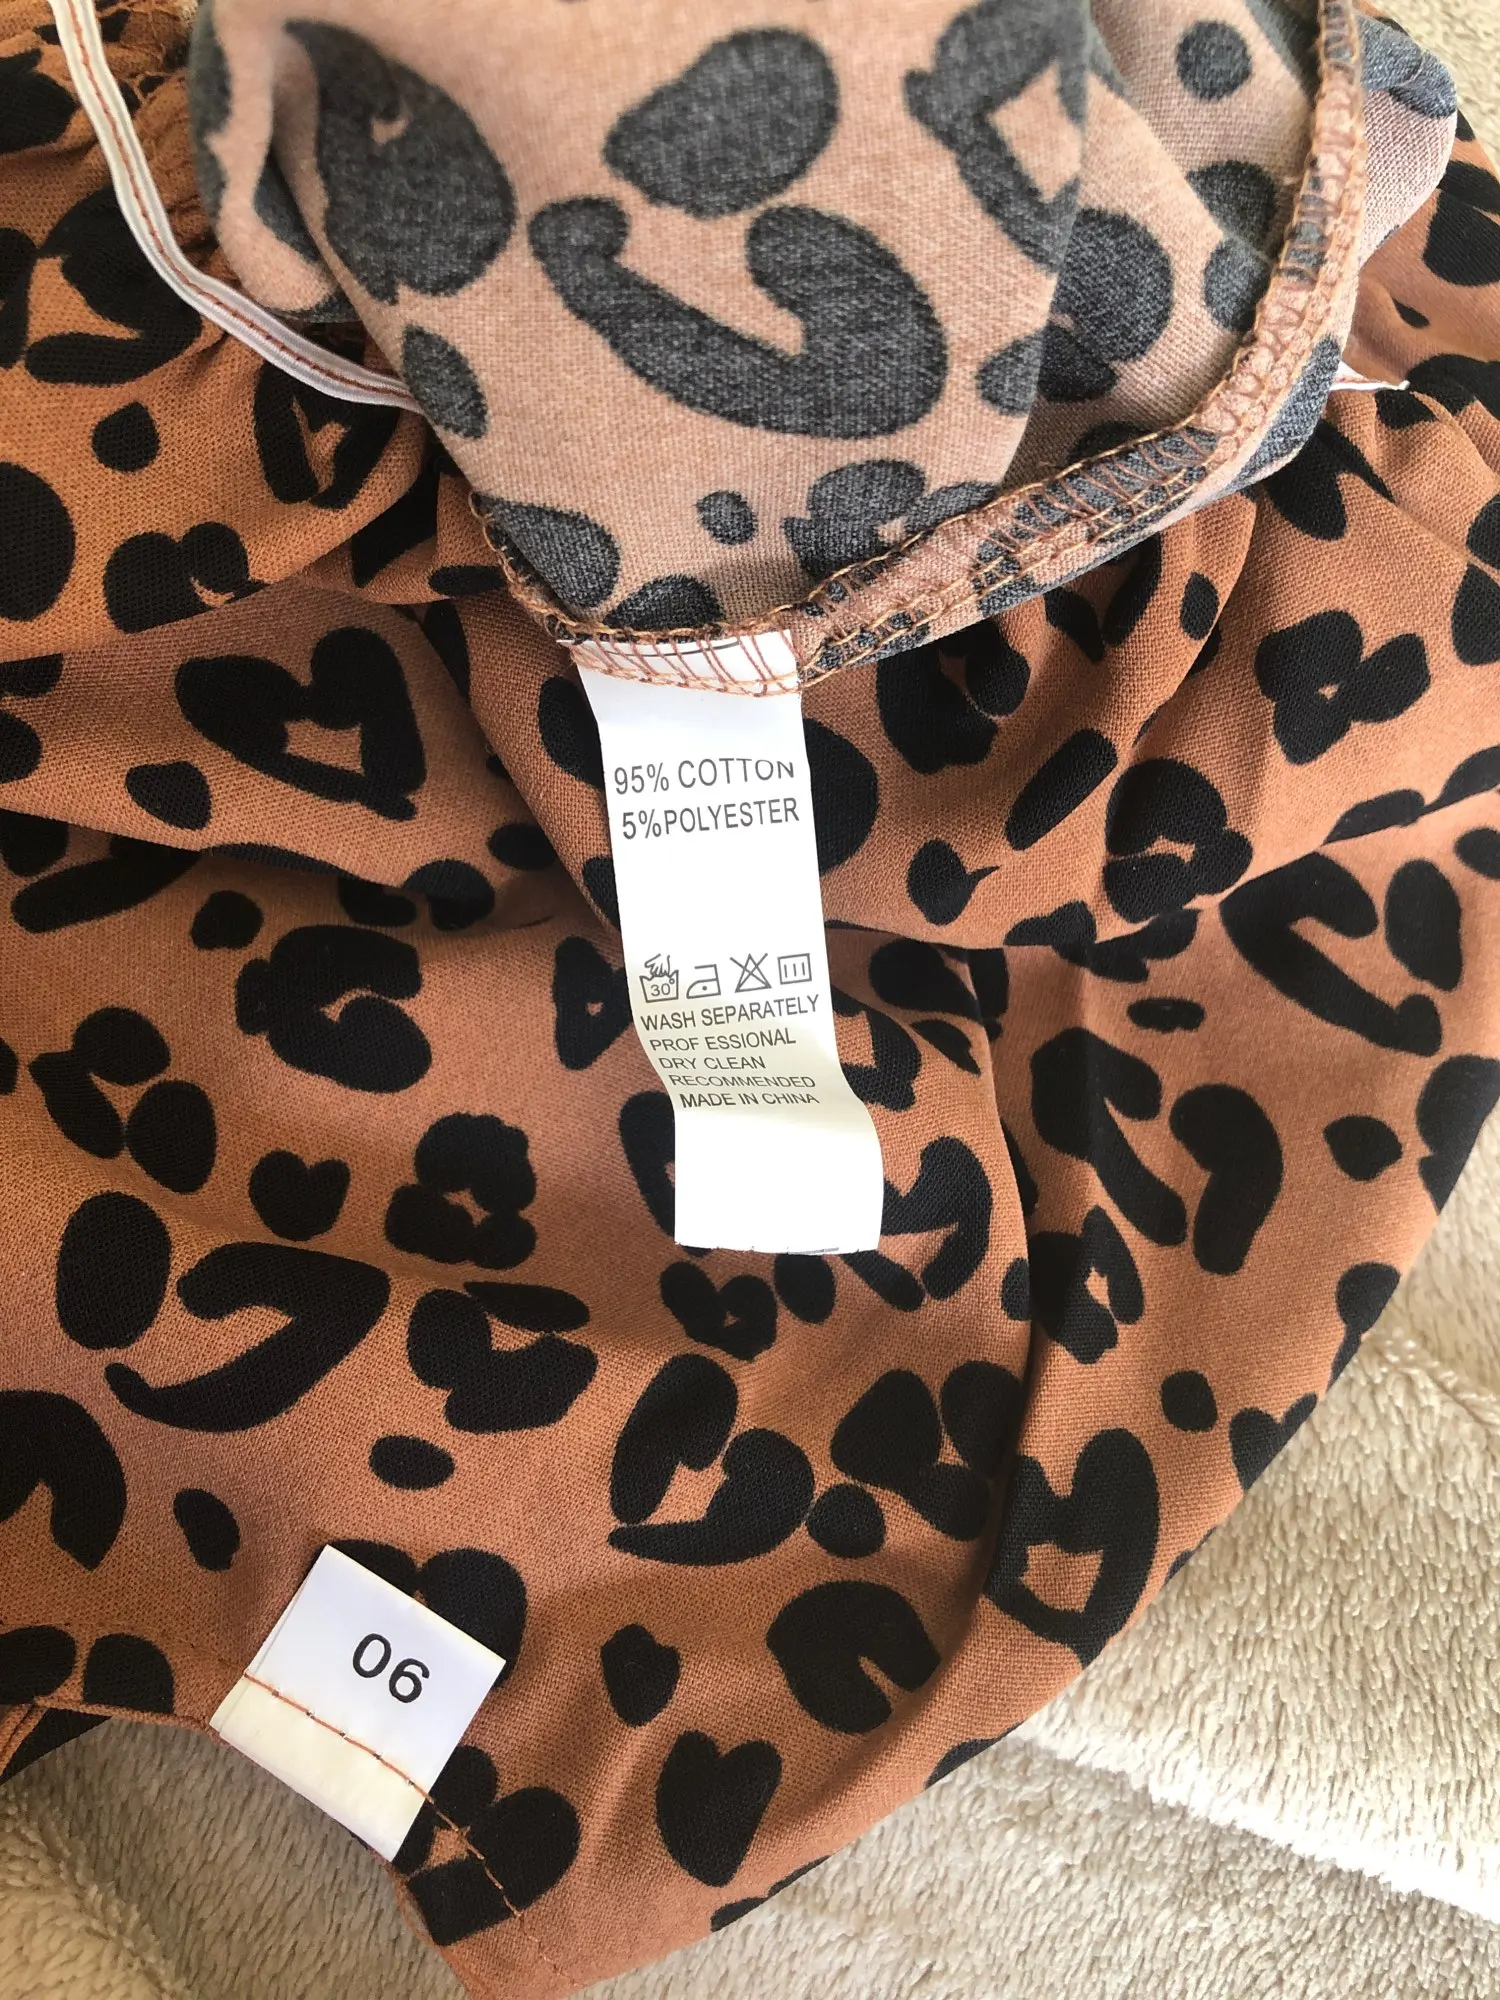 95% COTTON
5%POLYESTER
30°
WASH SEPARATELY
PROF ESSIONAL
DRY CLEAN
RECOMMENDED
MADE IN CHINA
06